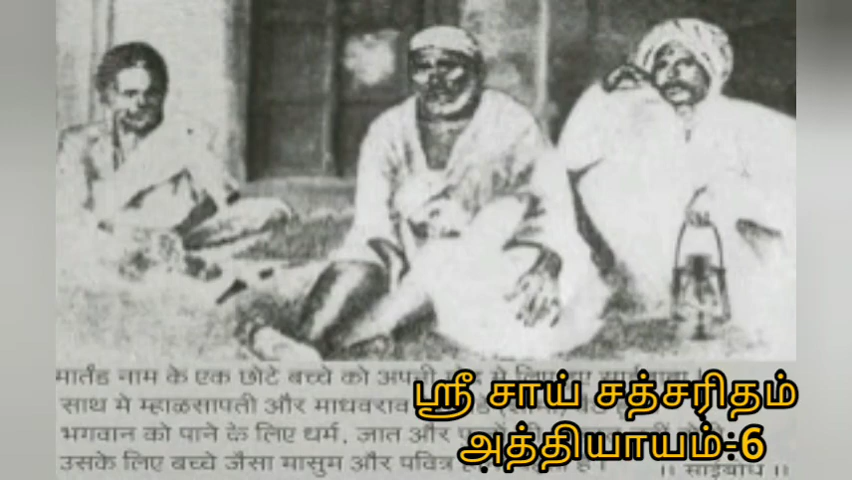 मार्तंड नाम के एक छोटे बच्चे को अपनी
साथ मे म्हाळसापती और माधवराव
भगवान को पाने के लिए धर्म, जात और
उसके लिए बच्चे जैसा मासुम और पवित्र
॥ साईबोध ॥
ஸ்ரீ சாய் சத்சரிதம்
அத்தியாயம்-6